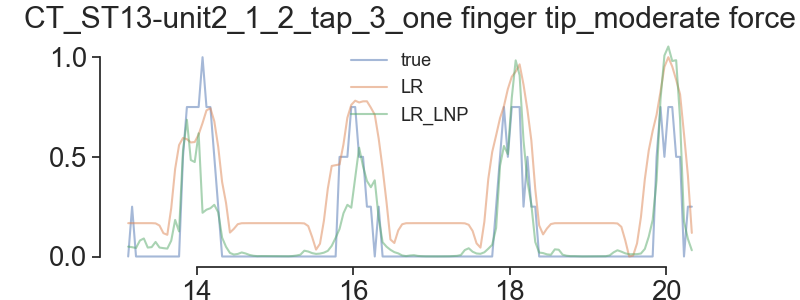 CT_ST13-unit2_1_2_tap_3_one finger tip_moderate force
1.0
0.5
0.0
true
LR
LR_LNP
14
16
18
20